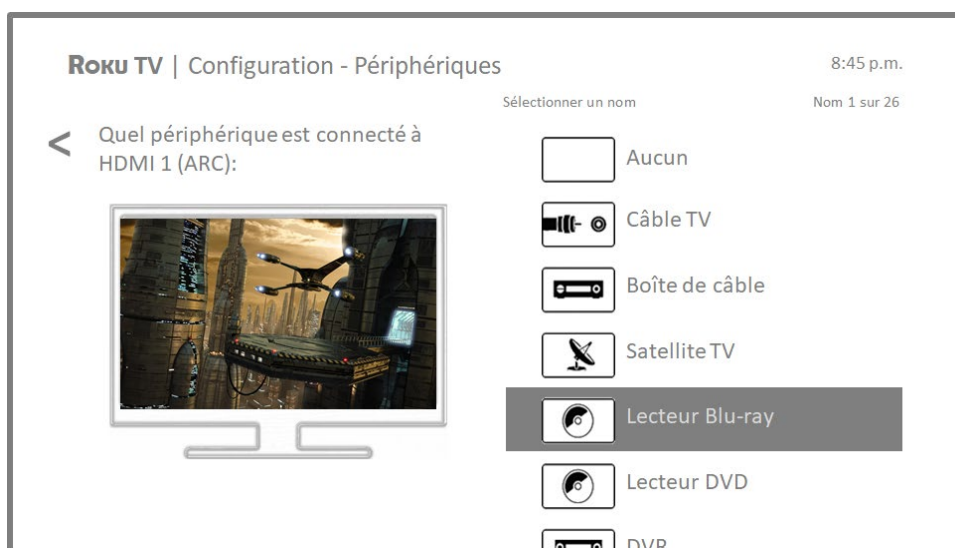 Roku TV | Configuration - Périphériques
8:45 p.m.
Sélectionner un nom
Nom 1 sur 26
< Quel périphérique est connecté à
HDMI 1 (ARC):
Aucun
Câble TV
Boîte de câble
Satellite TV
Lecteur Blu-ray
Lecteur DVD
DVR